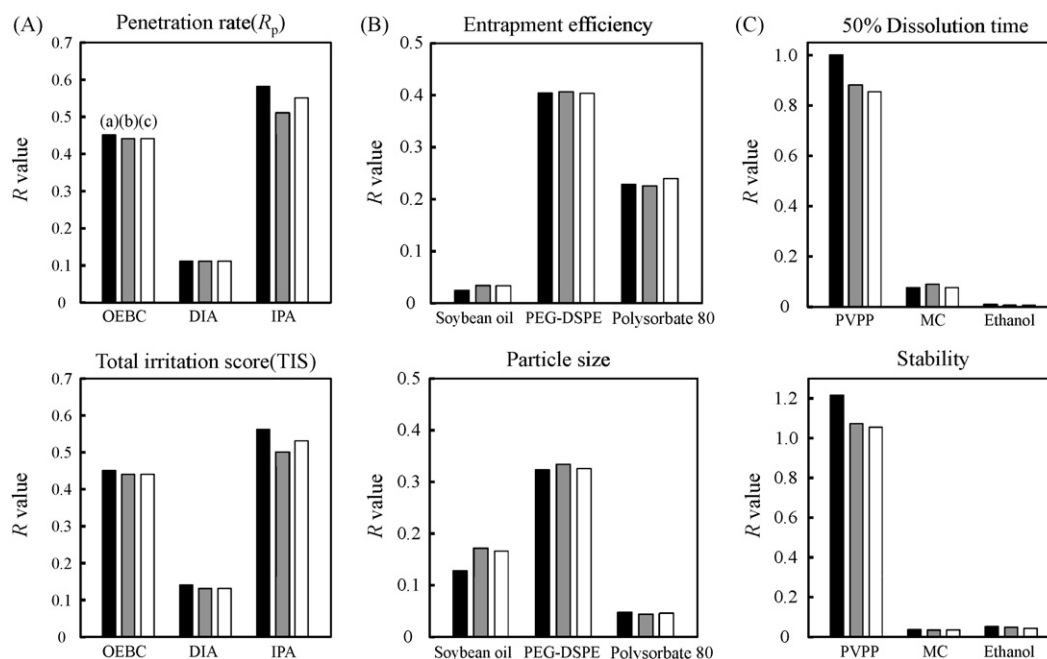 (A) Penetration rate(Rp)
0.7
0.6
0.5
0.4
0.3
0.2
0.1
0
R value
(a)(b)(c)
OEBC DIA IPA
(B) Entrapment efficiency
0.5
0.4
0.3
0.2
0.1
0
R value
Soybean oil PEG-DSPE Polysorbate 80
(C) 50% Dissolution time
1.0
0.8
0.6
0.4
0.2
0
R value
PVPP MC Ethanol
Total irritation score(TIS)
0.7
0.6
0.5
0.4
0.3
0.2
0.1
0
R value
OEBC DIA IPA
Particle size
0.5
0.4
0.3
0.2
0.1
0
R value
Soybean oil PEG-DSPE Polysorbate 80
Stability
1.2
1.0
0.8
0.6
0.4
0.2
0
R value
PVPP MC Ethanol